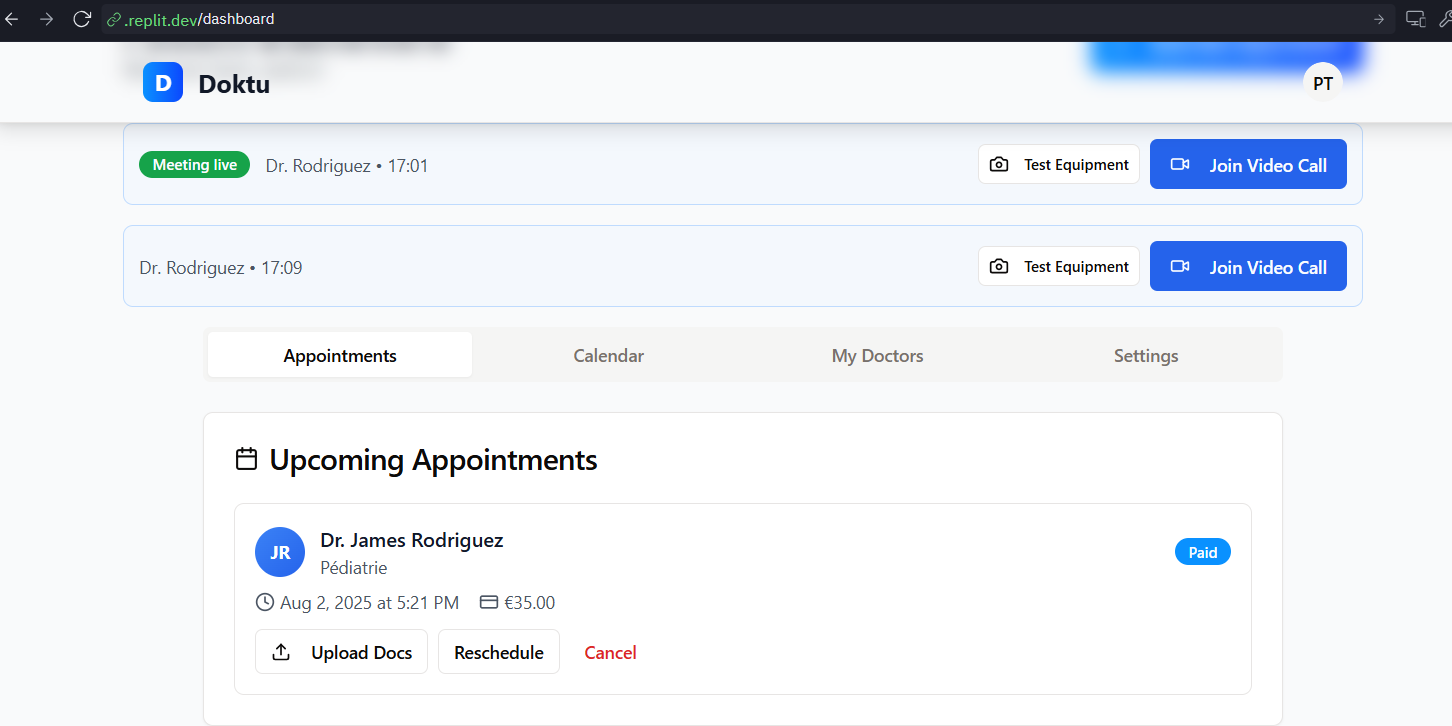 .replit.dev/dashboard
D Doktu
PT
Meeting live Dr. Rodriguez • 17:01 Test Equipment Join Video Call
Dr. Rodriguez • 17:09 Test Equipment Join Video Call
Appointments Calendar My Doctors Settings
Upcoming Appointments
JR Dr. James Rodriguez
Pédiatrie
Paid
Aug 2, 2025 at 5:21 PM €35.00
Upload Docs Reschedule Cancel